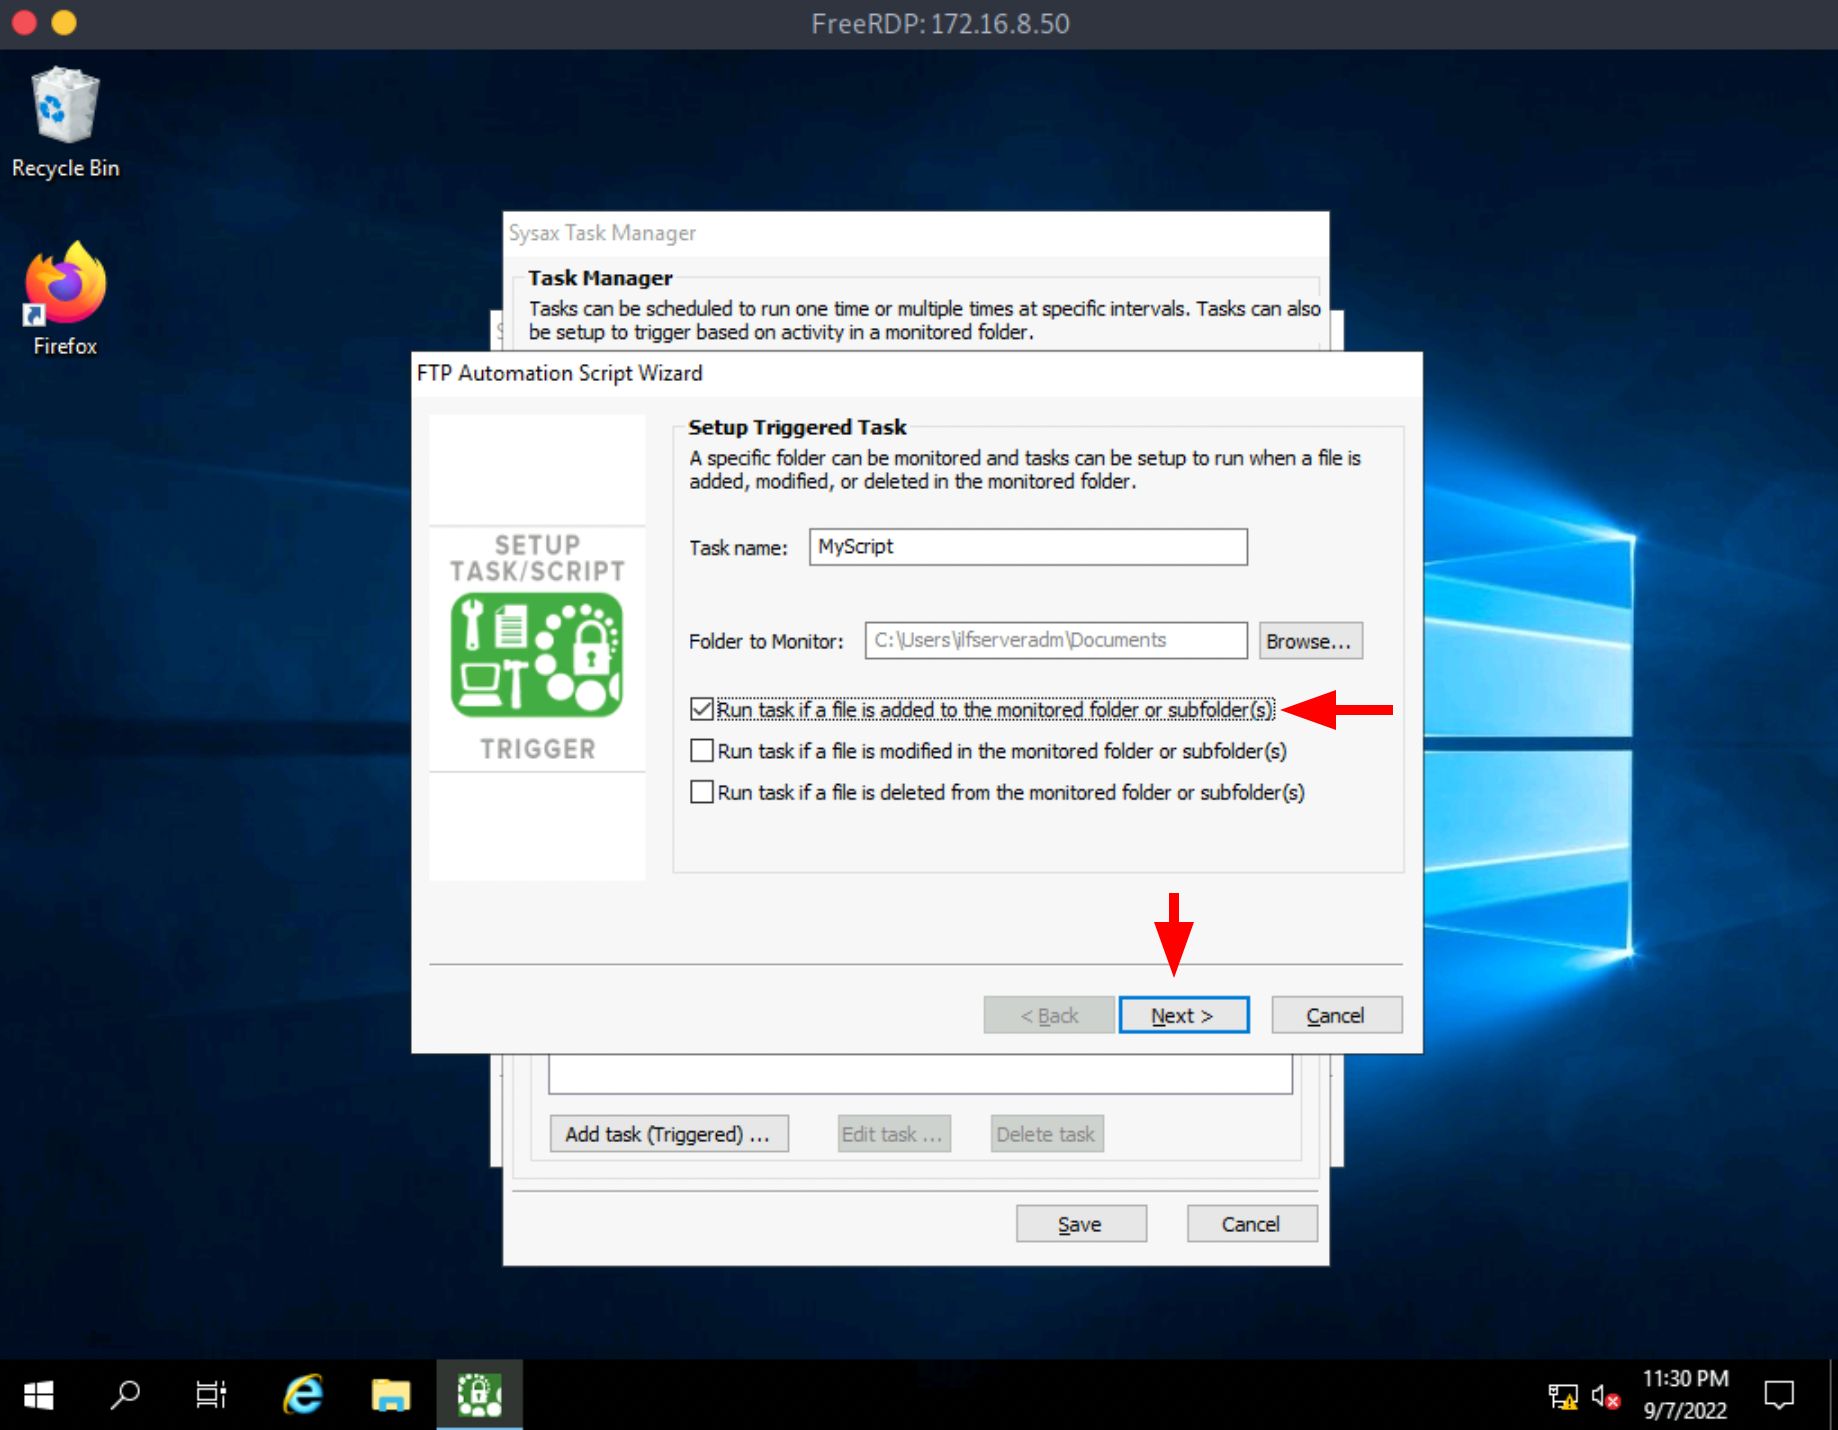 FreeRDP: 172.16.8.50
Recycle Bin
Firefox
Sysax Task Manager
Task Manager
Tasks can be scheduled to run one time or multiple times at specific intervals. Tasks can also
be setup to trigger based on activity in a monitored folder.
FTP Automation Script Wizard
Setup Triggered Task
A specific folder can be monitored and tasks can be setup to run when a file is
added, modified, or deleted in the monitored folder.
SETUP
TASK/SCRIPT
TRIGGER
Task name: MyScript
Folder to Monitor: C:\Users\ilfserveradm\Documents Browse...
Run task if a file is added to the monitored folder or subfolder(s)
Run task if a file is modified in the monitored folder or subfolder(s)
Run task if a file is deleted from the monitored folder or subfolder(s)
< Back Next > Cancel
Add task (Triggered) ... Edit task ... Delete task
Save Cancel
11:30 PM
9/7/2022